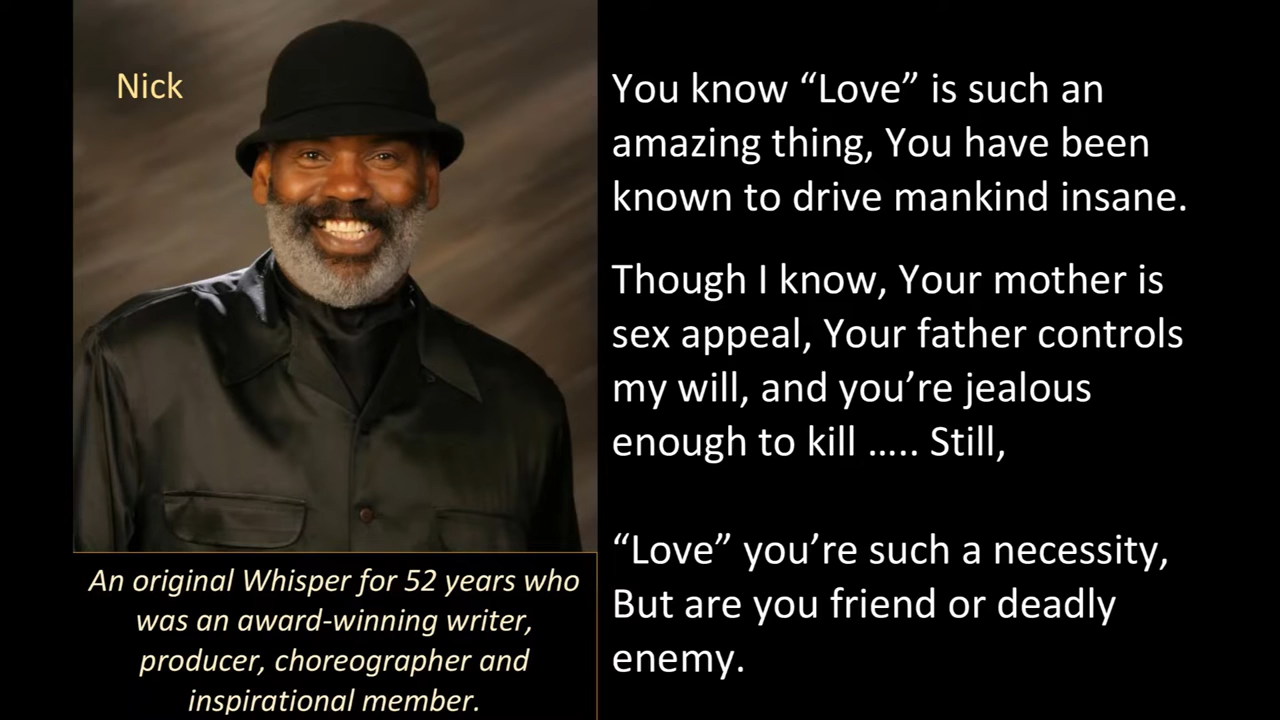 Nick
An original Whisper for 52 years who
was an award-winning writer,
producer, choreographer and
inspirational member.
You know “Love” is such an
amazing thing, You have been
known to drive mankind insane.
Though I know, Your mother is
sex appeal, Your father controls
my will, and you’re jealous
enough to kill ….. Still,
“Love” you’re such a necessity,
But are you friend or deadly
enemy.